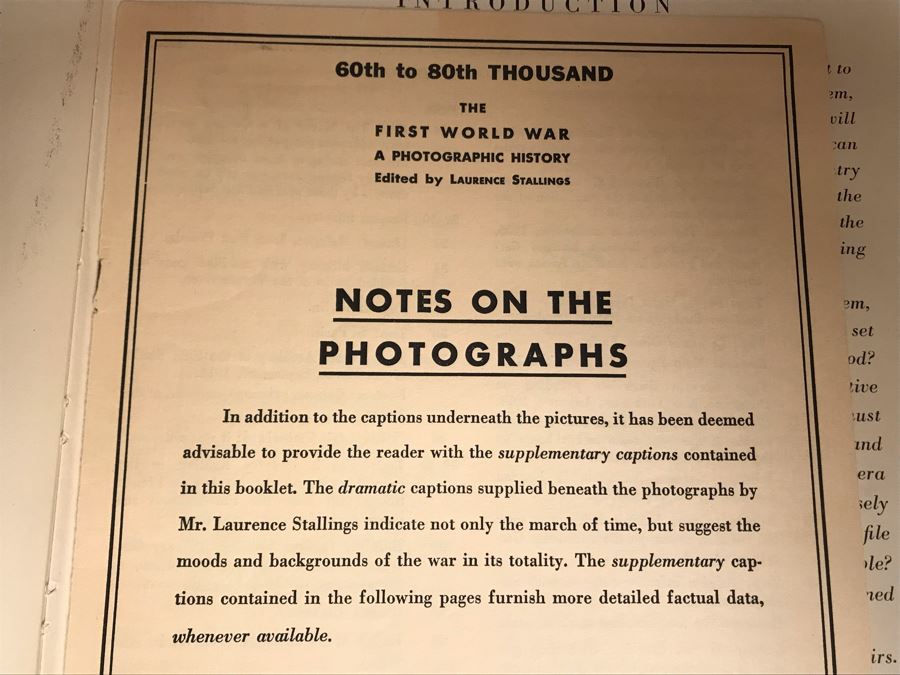 INTRODUCTION
60th to 80th THOUSAND
THE
FIRST WORLD WAR
A PHOTOGRAPHIC HISTORY
Edited by LAURENCE STALLINGS
NOTES ON THE
PHOTOGRAPHS
In addition to the captions underneath the pictures, it has been deemed
advisable to provide the reader with the supplementary captions contained
in this booklet. The dramatic captions supplied beneath the photographs by
Mr. Laurence Stallings indicate not only the march of time, but suggest the
moods and backgrounds of the war in its totality. The supplementary cap-
tions contained in the following pages furnish more detailed factual data,
whenever available.
to
the
the
set